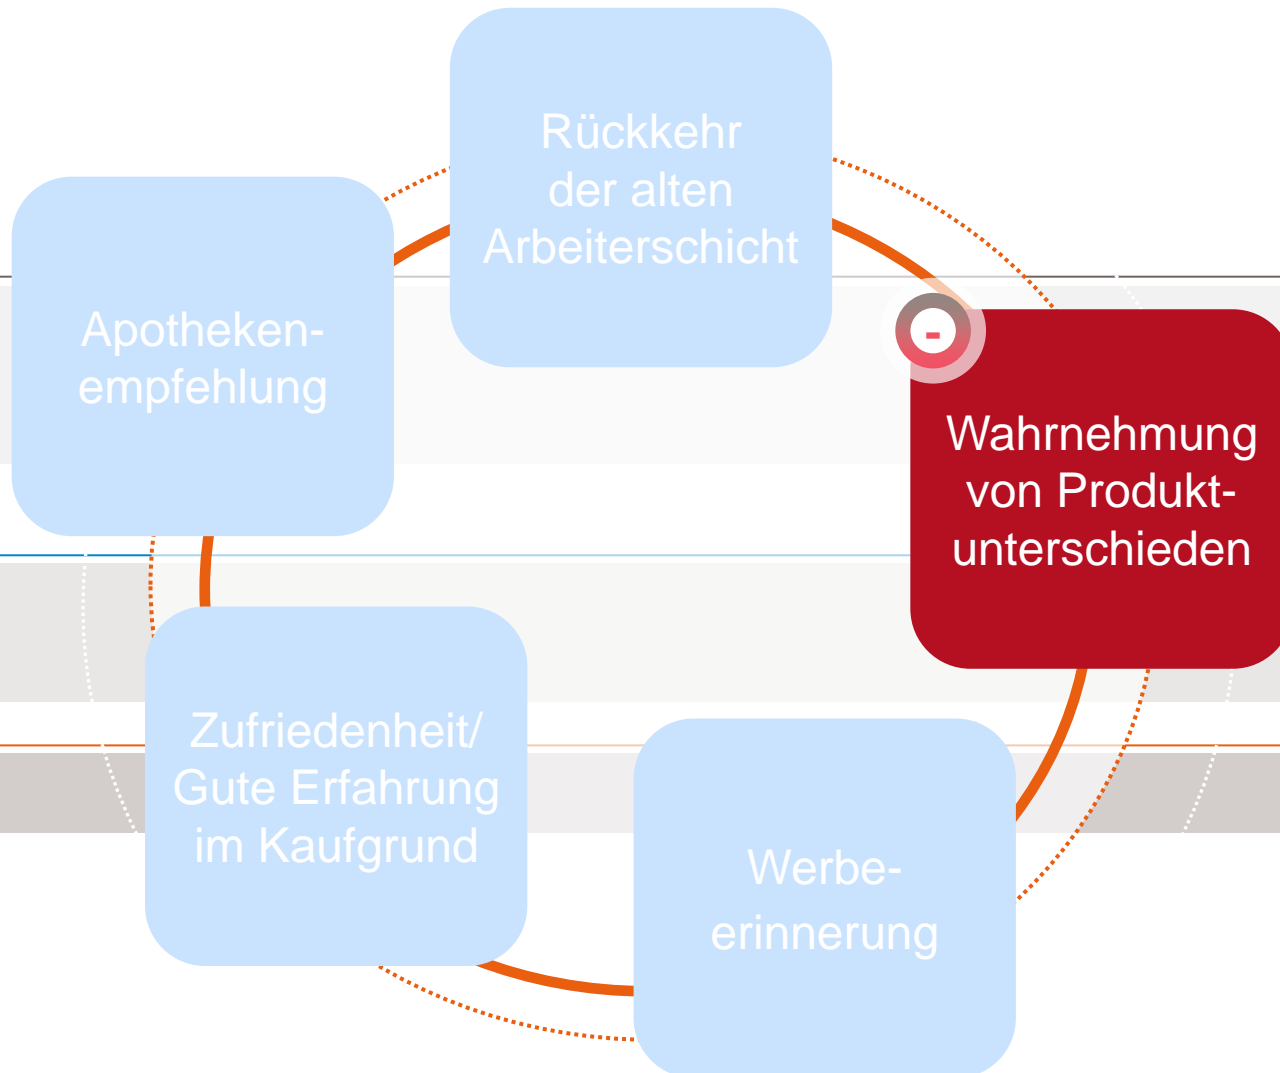 Rückkehr
der alten
Arbeiterschicht
Apotheken-
empfehlung
-
Wahrnehmung
von Produkt-
unterschieden
Zufriedenheit/
Gute Erfahrung
im Kaufgrund
Werbe-
erinnerung